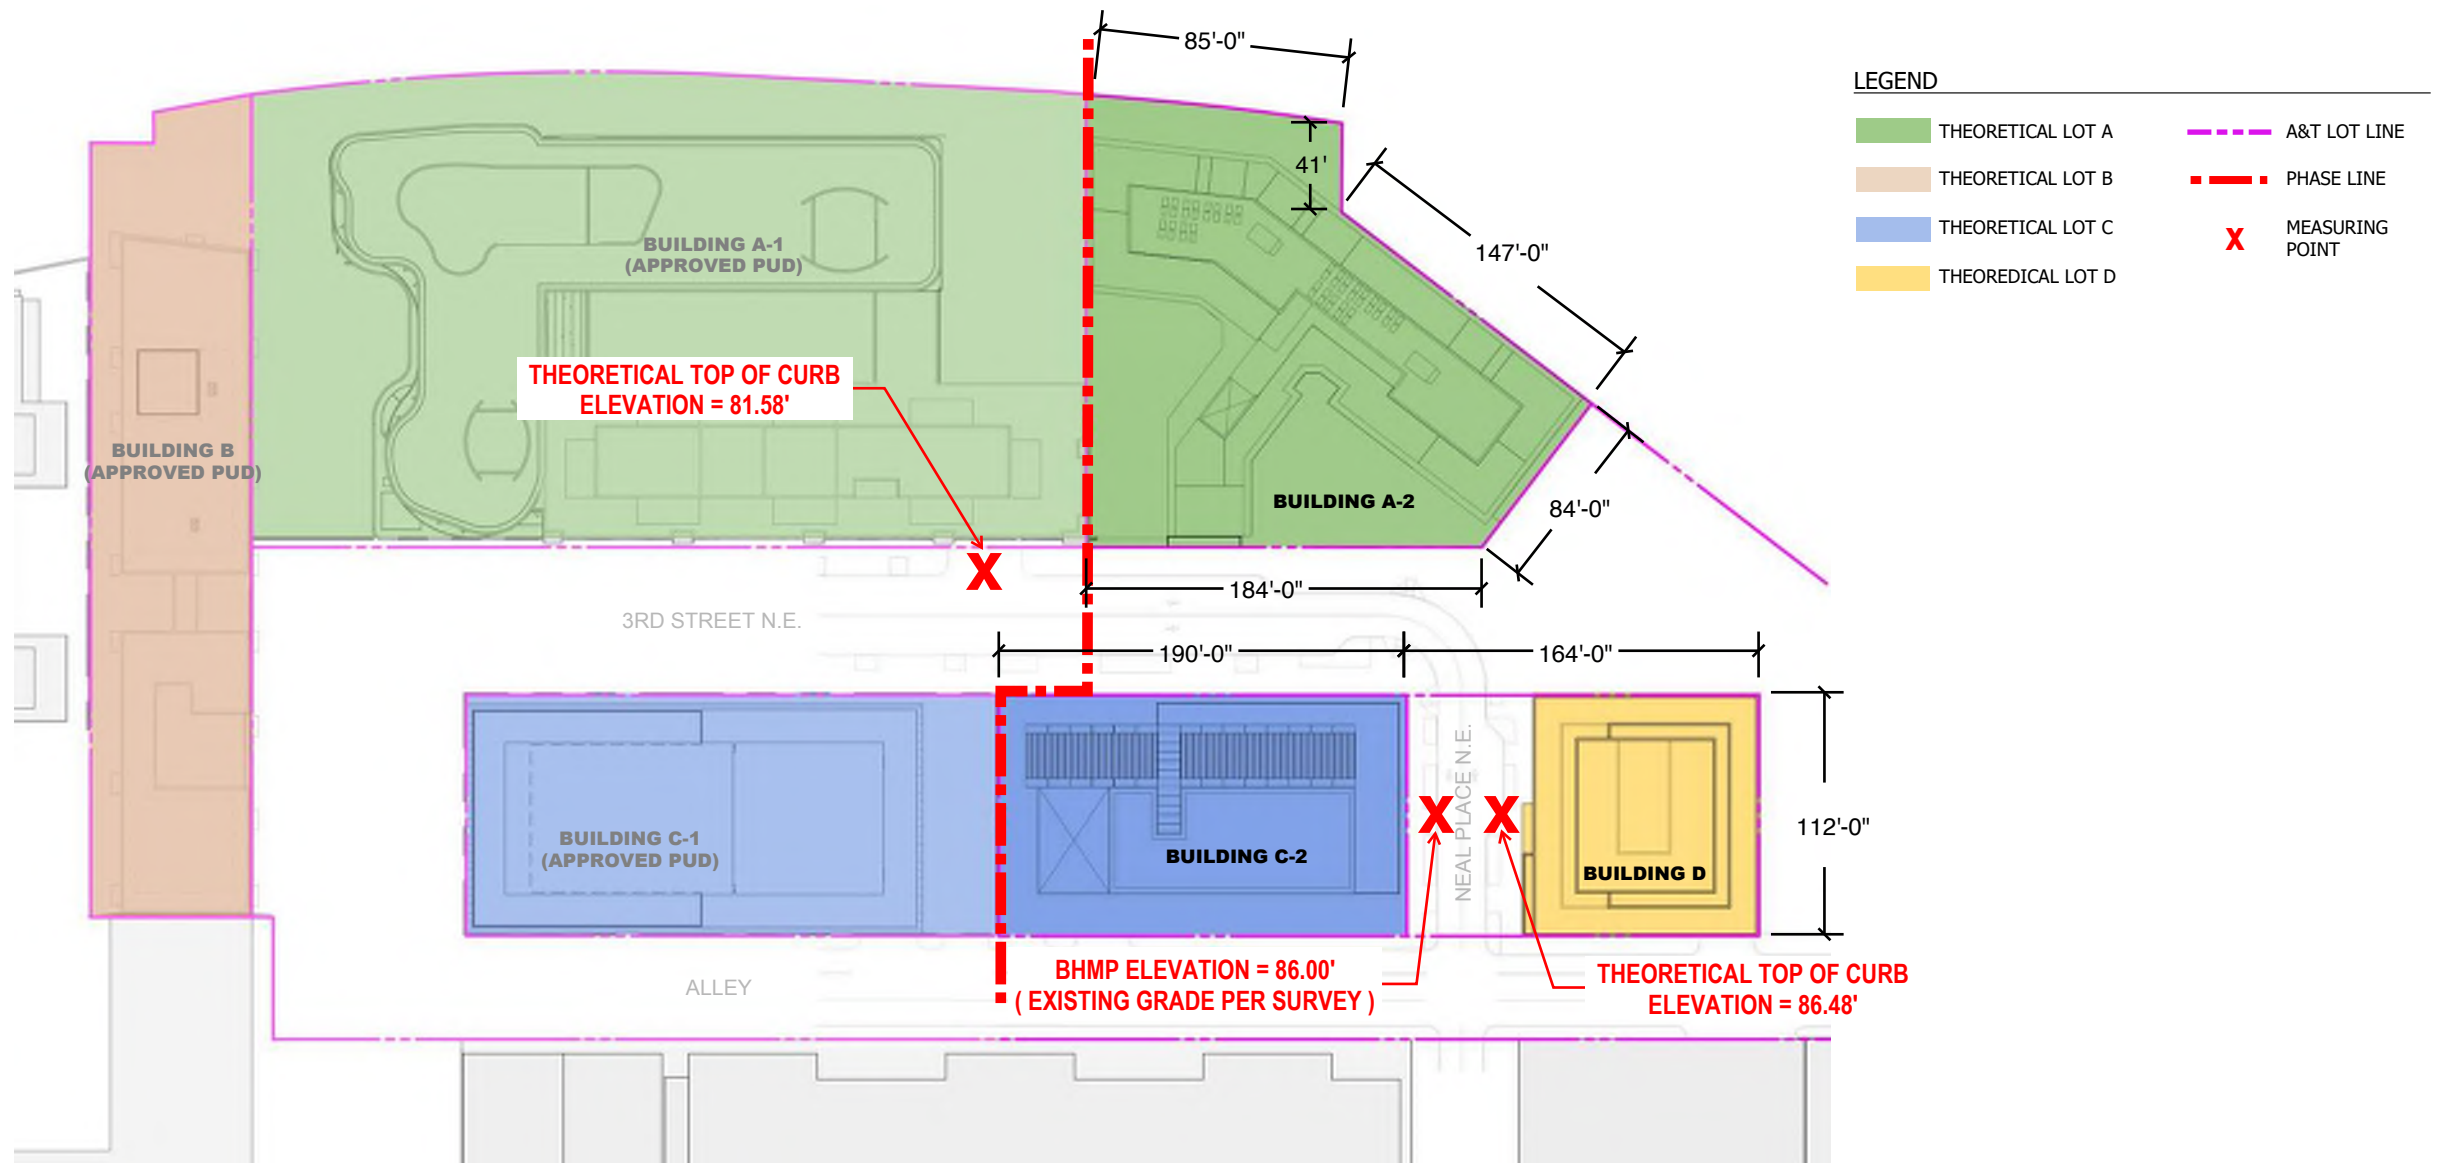 85'-0"
LEGEND
THEORETICAL LOT A
A&T LOT LINE
THEORETICAL LOT B
PHASE LINE
THEORETICAL LOT C
X
MEASURING
POINT
THEOREDICAL LOT D
41'
147'-0"
BUILDING A-1
(APPROVED PUD)
THEORETICAL TOP OF CURB
ELEVATION = 81.58'
BUILDING B
(APPROVED PUD)
BUILDING A-2
84'-0"
X
184'-0"
3RD STREET N.E.
190'-0"
164'-0"
NEAL PLACE N.E.
X
X
112'-0"
BUILDING C-1
(APPROVED PUD)
BUILDING C-2
BUILDING D
ALLEY
BHMP ELEVATION = 86.00'
( EXISTING GRADE PER SURVEY )
THEORETICAL TOP OF CURB
ELEVATION = 86.48'